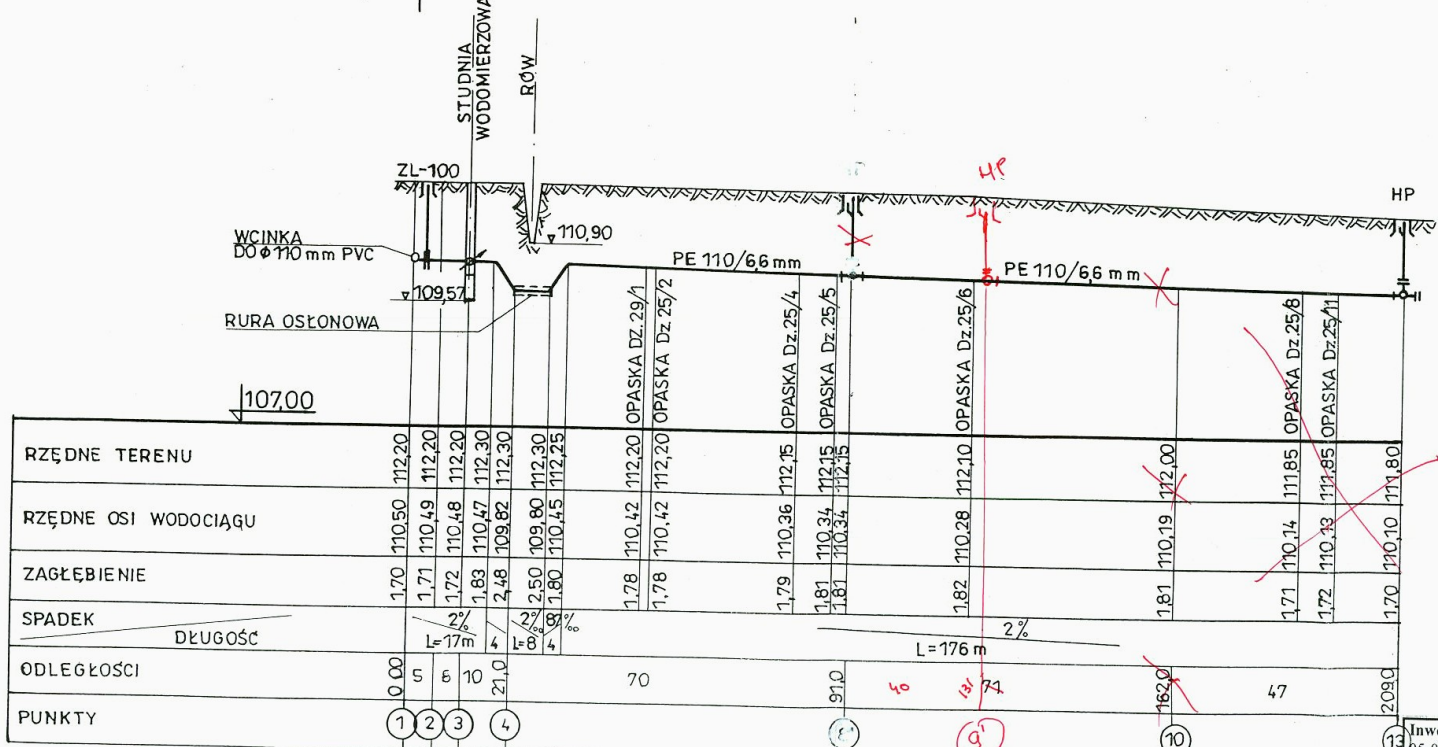 STUDNIA
WODOMIERZOWA
RÓW
ZL-100
HP
HP
WCINKA
DO ϕ 110 mm PVC
110,90
PE 110/6,6 mm
PE 110/6,6 mm
109,57
RURA OSŁONOWA
OPASKA DZ.29/1
OPASKA Dz.25/2
OPASKA Dz.25/4
OPASKA Dz.25/5
OPASKA Dz.25/6
OPASKA Dz.25/8
OPASKA Dz.25/11
107,00
RZĘDNE TERENU 112,20 112,20 112,20 112,30 112,30 112,30 112,25 112,20 112,20 112,15 112,15 112,15 112,10 112,00 111,85 111,85 111,80
RZĘDNE OSI WODOCIĄGU 110,50 110,49 110,48 110,47 109,82 109,80 110,45 110,42 110,42 110,36 110,34 110,34 110,28 110,19 110,14 110,13 110,10
ZAGŁĘBIENIE 1,70 1,71 1,72 1,83 2,48 2,50 1,80 1,78 1,78 1,79 1,81 1,81 1,82 1,81 1,71 1,72 1,70
SPADEK 2‰ 2‰ 87‰ 2‰
DŁUGOŚĆ L=17m 4 L=8 4 L=176 m
ODLEGŁOŚCI 0,00 5 6 10 21,0 70 91,0 40 131 71 162,0 47 209,0
PUNKTY 1 2 3 4 9' 10 13